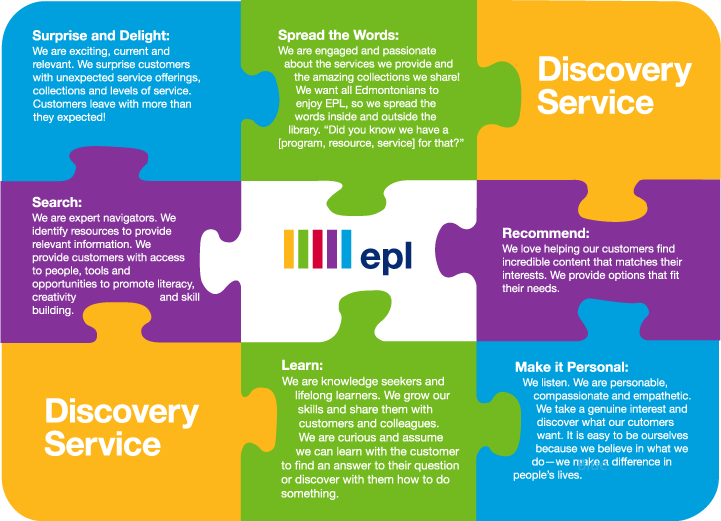 Surprise and Delight:
We are exciting, current and
relevant. We surprise customers
with unexpected service offerings,
collections and levels of service.
Customers leave with more than
they expected!
Spread the Words:
We are engaged and passionate
about the services we provide and
the amazing collections we share!
We want all Edmontonians to
enjoy EPL, so we spread the
words inside and outside the
library. “Did you know we have a
[program, resource, service] for that?”
Discovery
Service
Search:
We are expert navigators. We
identify resources to provide
relevant information. We
provide customers with access
to people, tools and
opportunities to promote literacy,
creativity and skill
building.
epl
Recommend:
We love helping our customers find
incredible content that matches their
interests. We provide options that fit
their needs.
Discovery
Service
Learn:
We are knowledge seekers and
lifelong learners. We grow our
skills and share them with
customers and colleagues.
We are curious and assume
we can learn with the customer
to find an answer to their question
or discover with them how to do
something.
Make it Personal:
We listen. We are personable,
compassionate and empathetic.
We take a genuine interest and
discover what our cutomers
want. It is easy to be ourselves
because we believe in what we
do—we make a difference in
people’s lives.